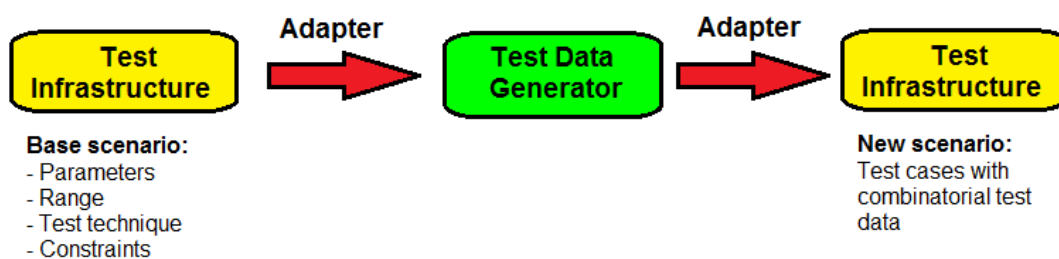 Adapter
Adapter
Test
Infrastructure
Test Data
Generator
Test
Infrastructure
Base scenario:
- Parameters
- Range
- Test technique
- Constraints
New scenario:
Test cases with
combinatorial test
data